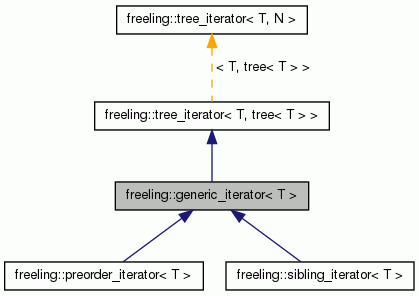 freeling::tree_iterator< T, N >
< T, tree< T > >
freeling::tree_iterator< T, tree< T > >
freeling::generic_iterator< T >
freeling::preorder_iterator< T >
freeling::sibling_iterator< T >